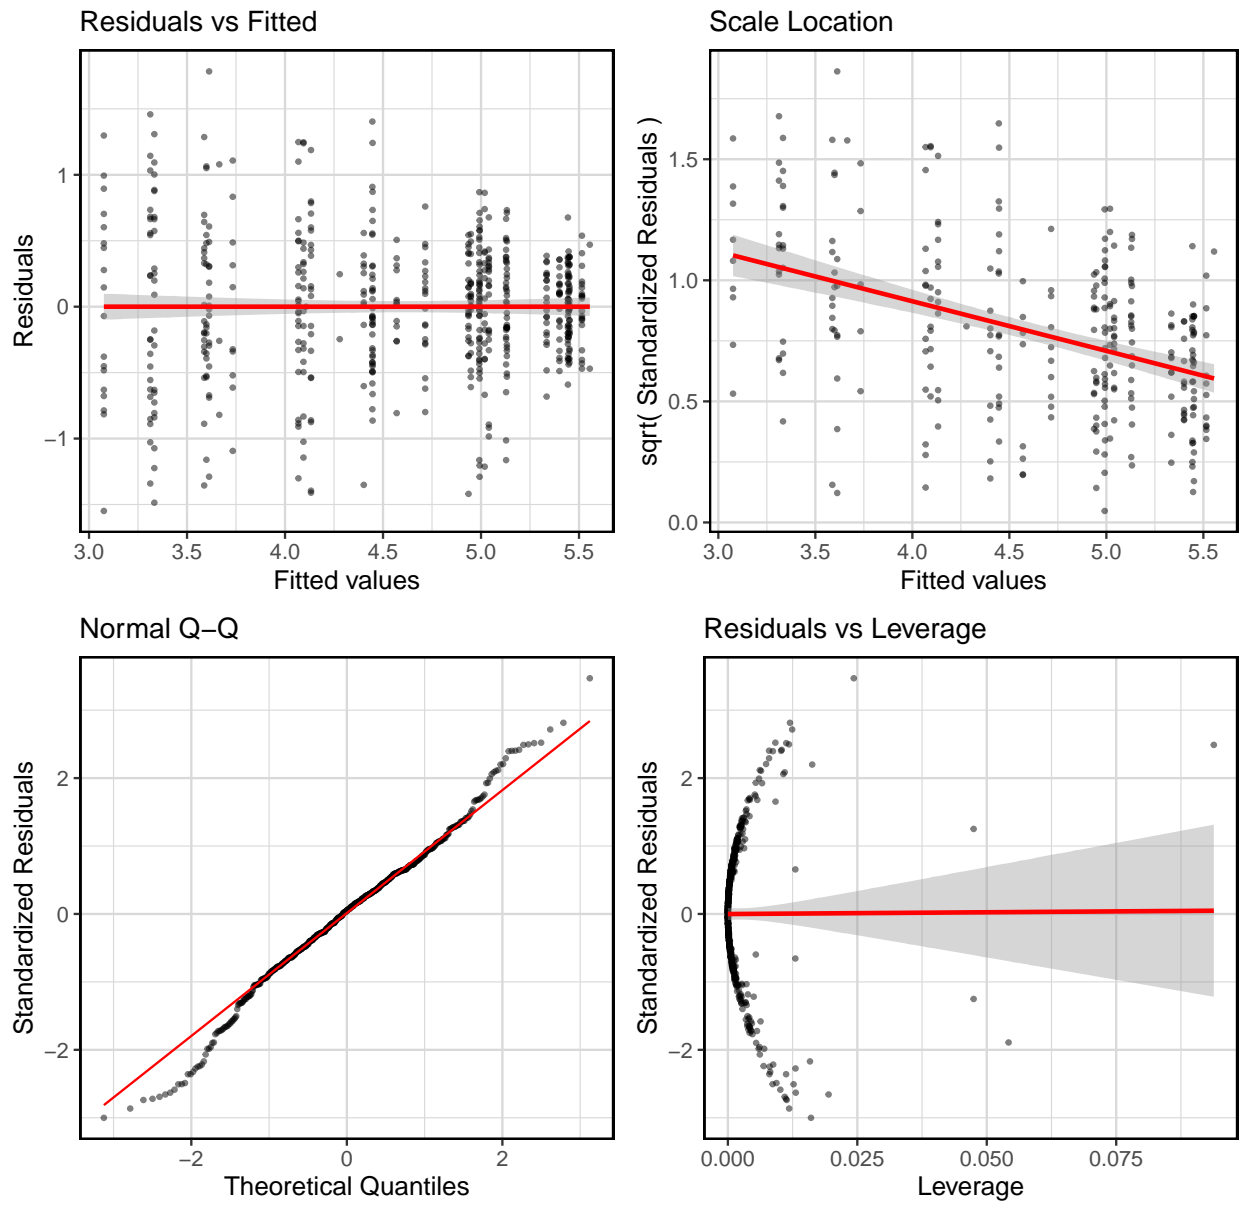 Residuals vs Fitted
Residuals
1
0
−1
3.0 3.5 4.0 4.5 5.0 5.5
Fitted values
Scale Location
sqrt( Standardized Residuals )
1.5
1.0
0.5
0.0
3.0 3.5 4.0 4.5 5.0 5.5
Fitted values
Normal Q−Q
Standardized Residuals
2
0
−2
−2 0 2
Theoretical Quantiles
Residuals vs Leverage
Standardized Residuals
2
0
−2
0.000 0.025 0.050 0.075
Leverage